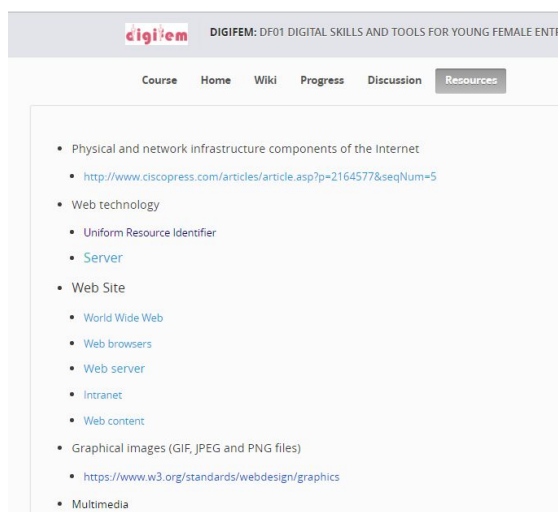 digifem DIGIFEM: DF01 DIGITAL SKILLS AND TOOLS FOR YOUNG FEMALE
Course Home Wiki Progress Discussion Resources
Physical and network infrastructure components of the Internet
http://www.ciscopress.com/articles/article.asp?p=2164577&seqNum=5
Web technology
Uniform Resource Identifier
Server
Web Site
World Wide Web
Web browsers
Web server
Intranet
Web content
Graphical images (GIF, JPEG and PNG files)
https://www.w3.org/standards/webdesign/graphics
Multimedia